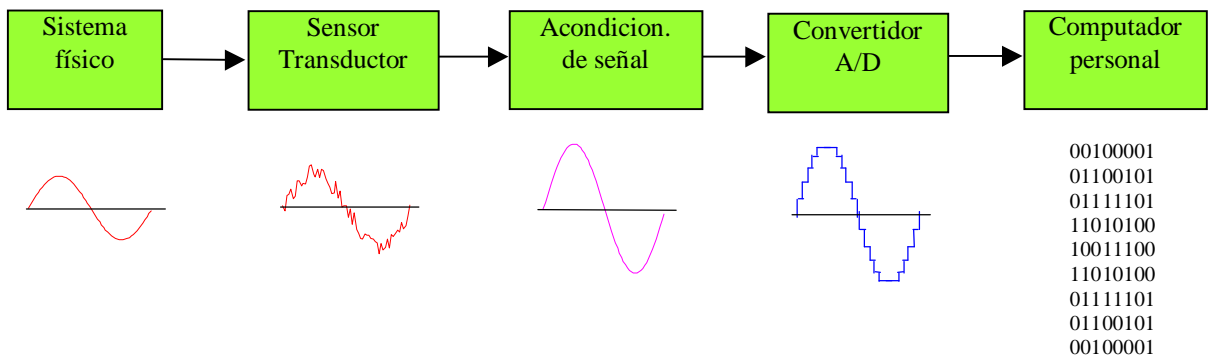 Sistema
físico
Sensor
Transductor
Acondicion.
de señal
Convertidor
A/D
Computador
personal
00100001
01100101
01111101
11010100
10011100
11010100
01111101
01100101
00100001